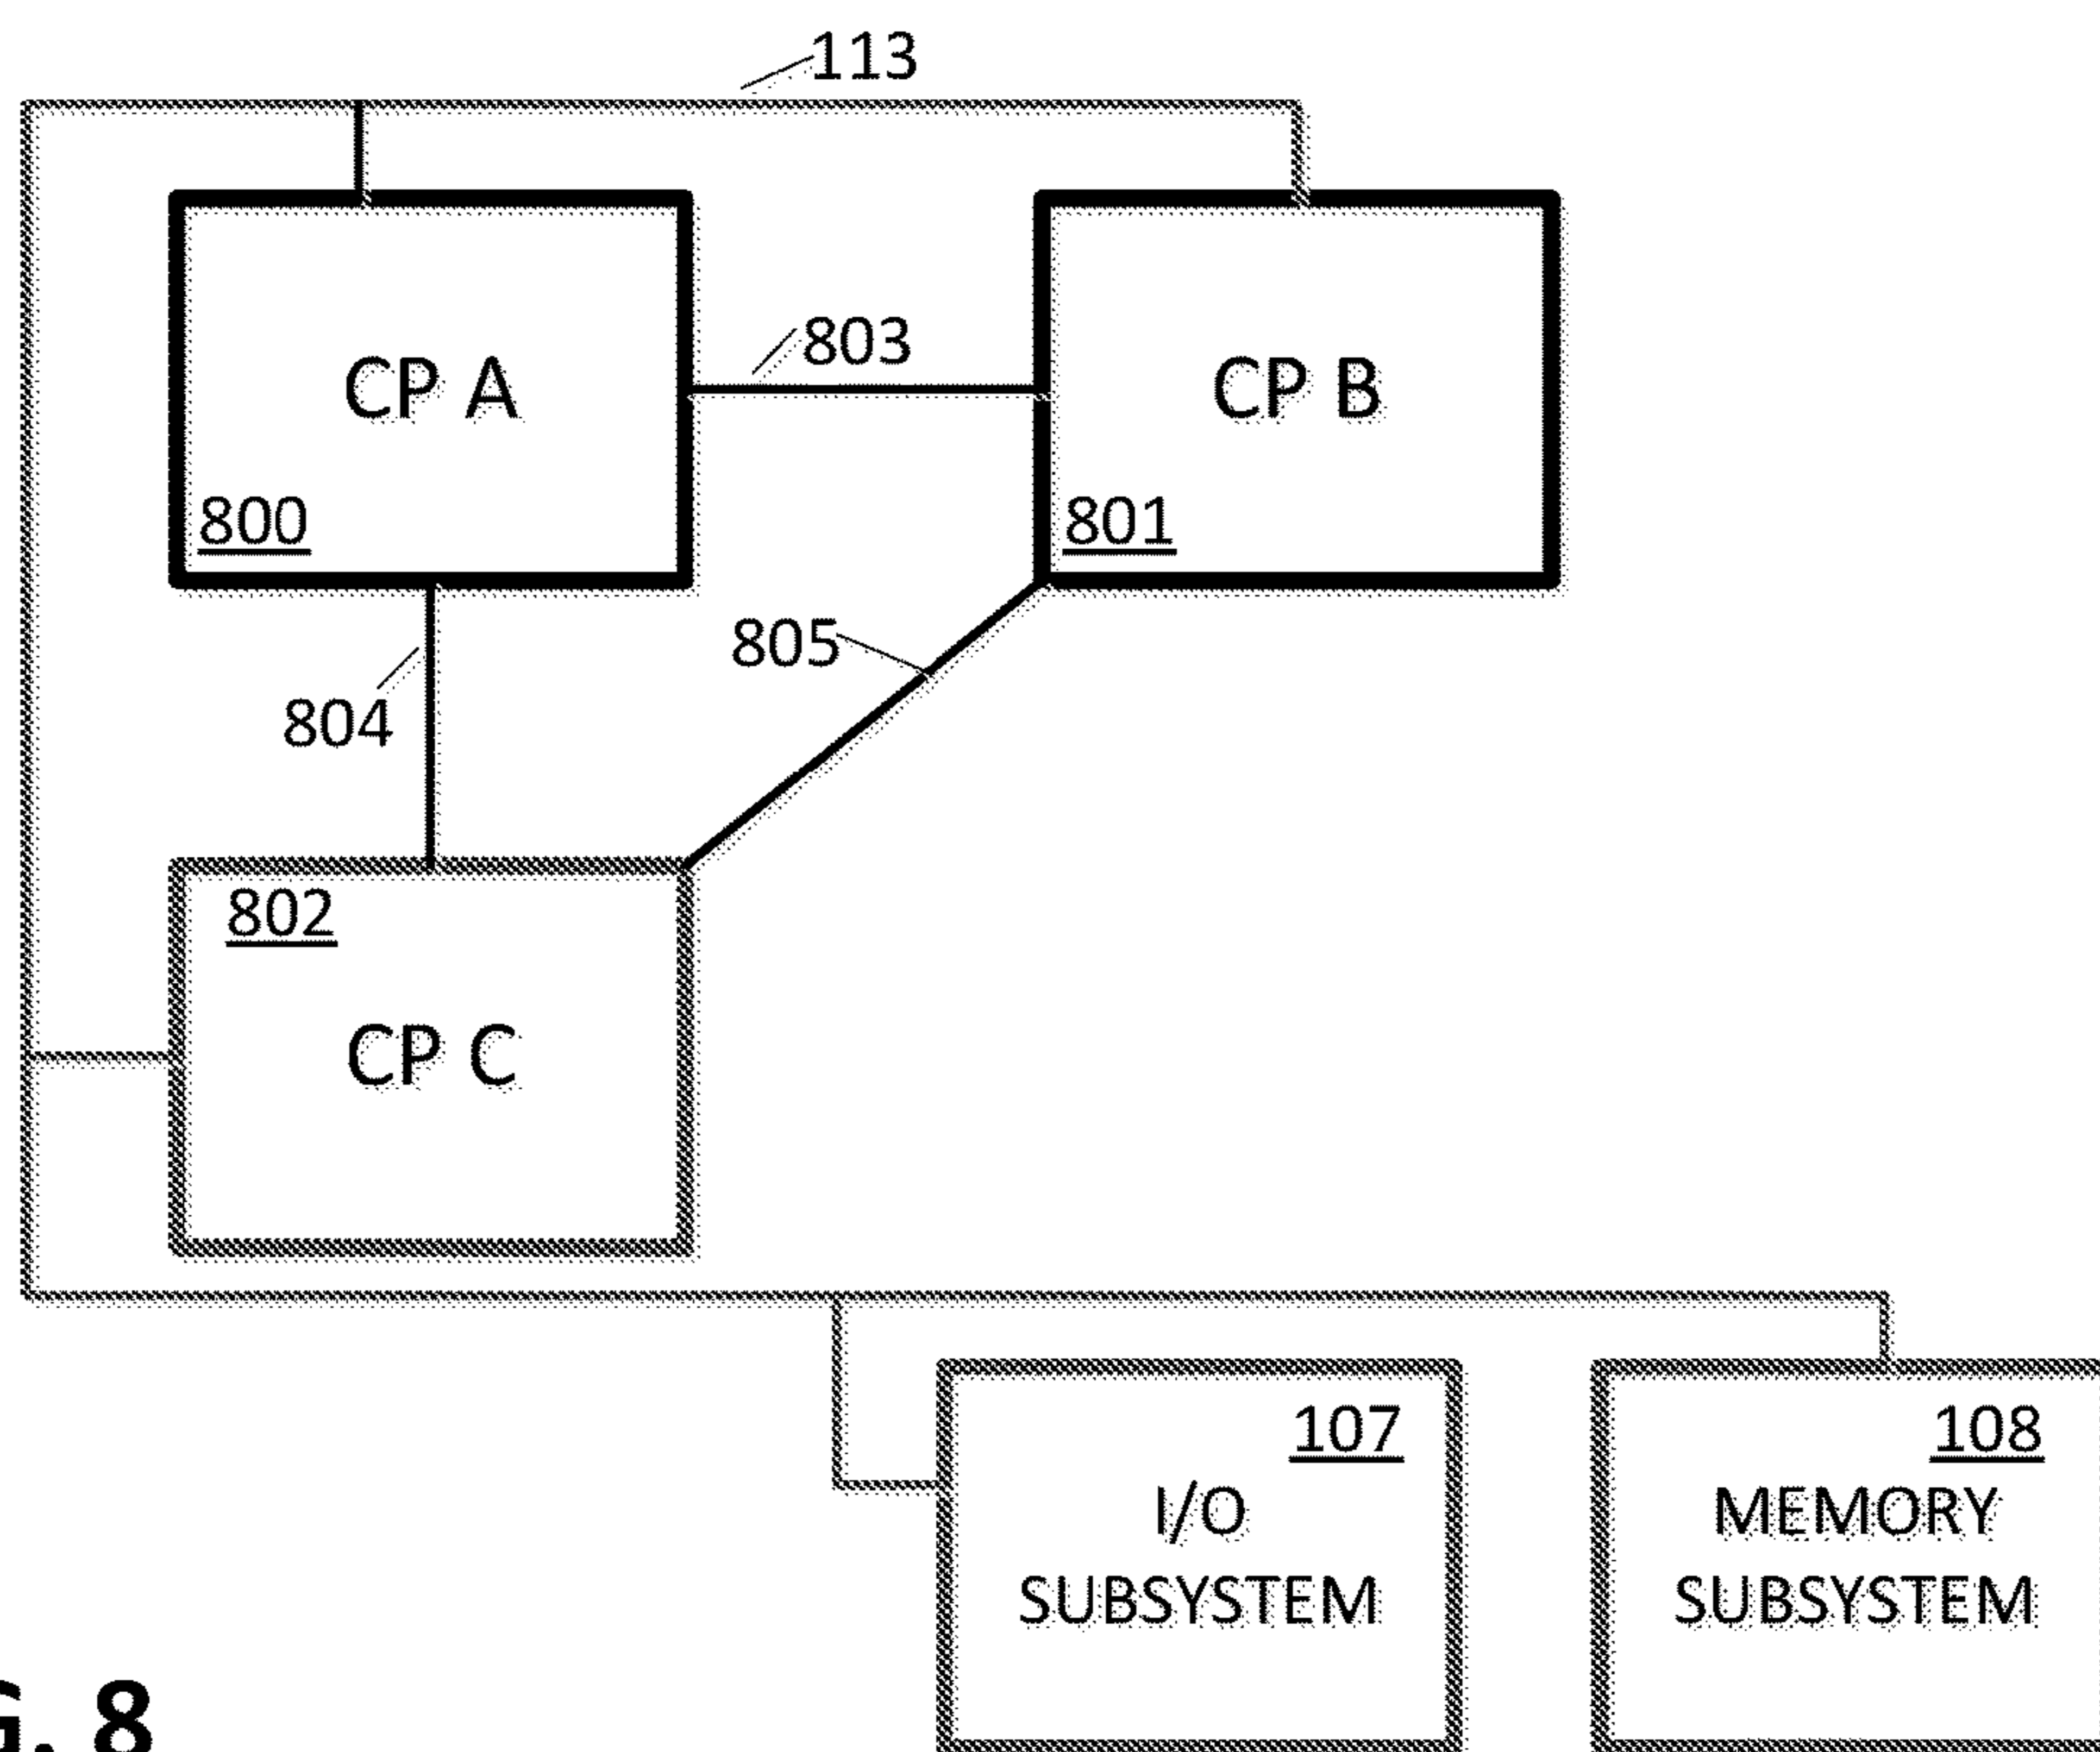 113
803
CP A
CP B
800
801
805
804
802
CP C
107
108
I/O
SUBSYSTEM
MEMORY
SUBSYSTEM
G. 8